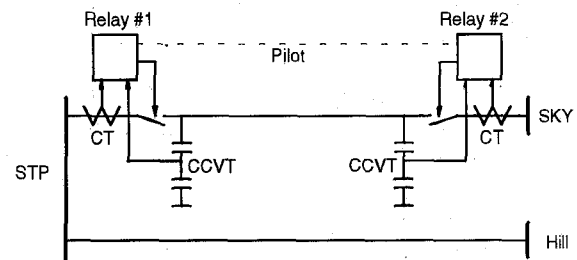 Relay #1
Relay #2
Pilot
CT
CT
SKY
CCVT
CCVT
STP
Hill